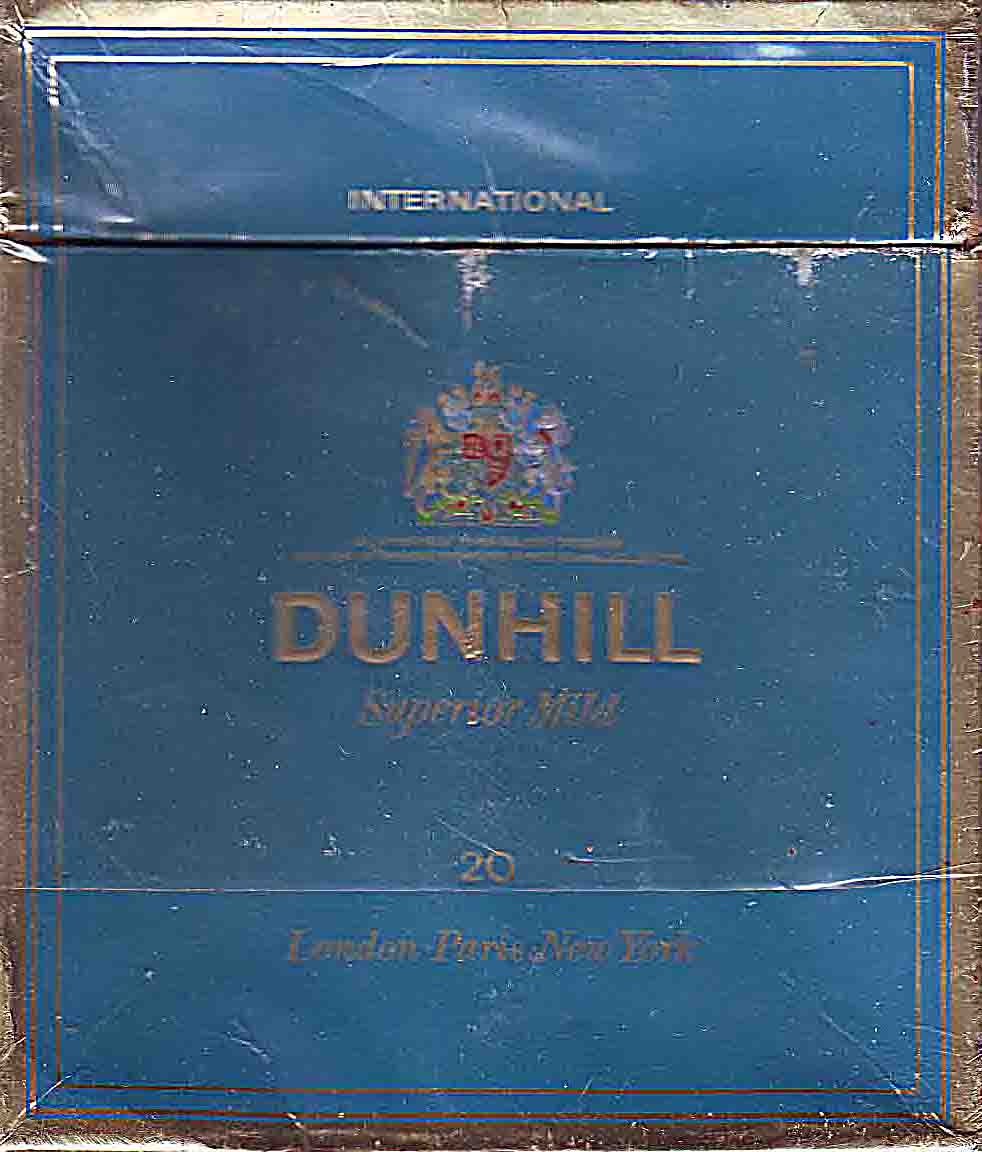 INTERNATIONAL
DUNHILL
Superior Mild
20
London Paris New York